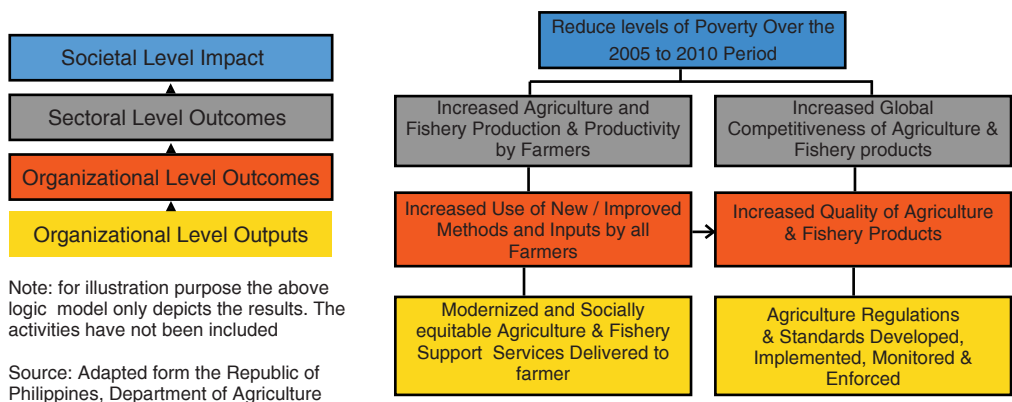 Societal Level Impact
Sectoral Level Outcomes
Organizational Level Outcomes
Organizational Level Outputs
Note: for illustration purpose the above
logic model only depicts the results. The
activities have not been included
Source: Adapted form the Republic of
Philippines, Department of Agriculture
Reduce levels of Poverty Over the
2005 to 2010 Period
Increased Agriculture and
Fishery Production & Productivity
by Farmers
Increased Global
Competitiveness of Agriculture &
Fishery products
Increased Use of New / Improved
Methods and Inputs by all
Farmers
Increased Quality of Agriculture
& Fishery Products
Modernized and Socially
equitable Agriculture & Fishery
Support Services Delivered to
farmer
Agriculture Regulations
& Standards Developed,
Implemented, Monitored &
Enforced